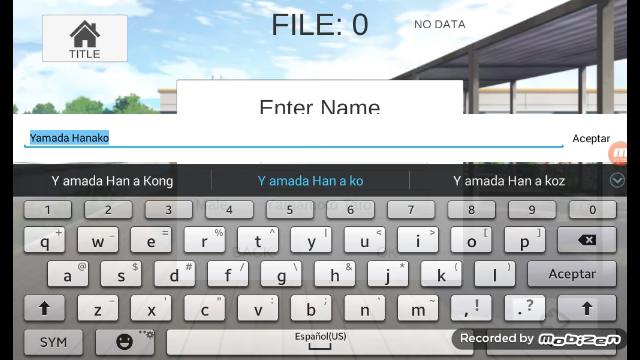 FILE: 0
NO DATA
TITLE
Enter Name
Yamada Hanako
Aceptar
Y amada Han a Kong
Y amada Han a ko
Y amada Han a koz
1 2 3 4 5 6 7 8 9 0
q + w - e = r % t ^ y | u < i > o [ p ]
a @ s $ d # f / g \ h & j * k ( l )
Aceptar
z x ' c " v : b ; n ~ m , ! . ?
SYM
Español(US)
Recorded by mobizen